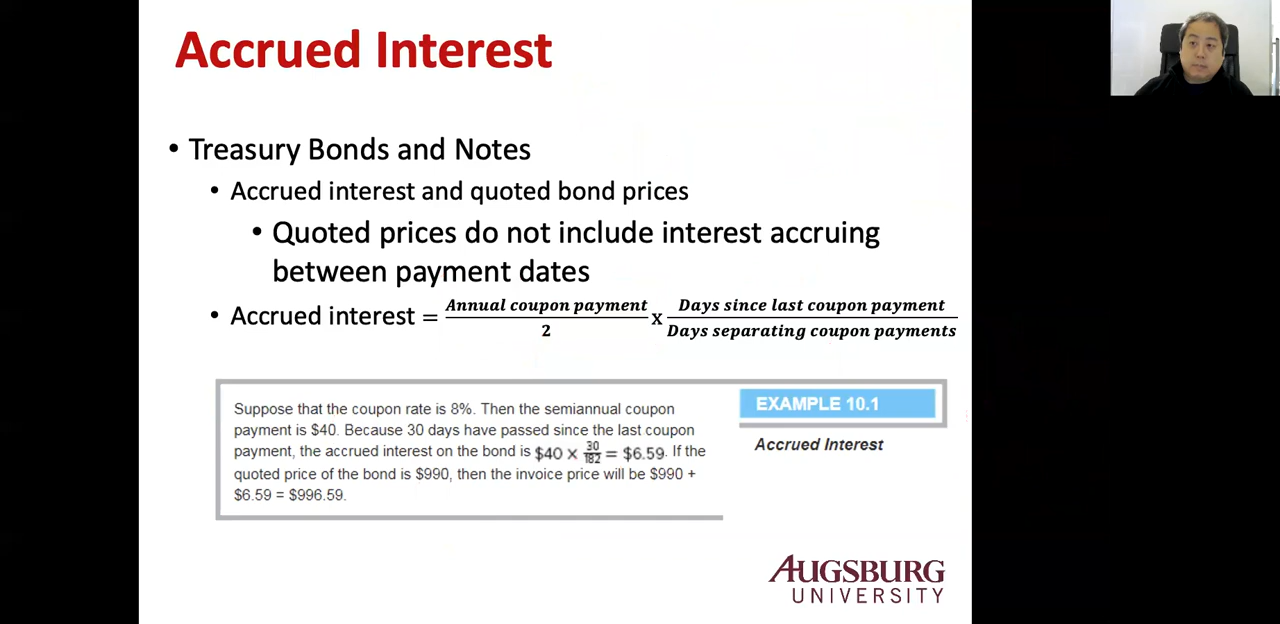 Accrued Interest
• Treasury Bonds and Notes
• Accrued interest and quoted bond prices
• Quoted prices do not include interest accruing
between payment dates
• Accrued interest = Annual coupon payment / 2 x Days since last coupon payment / Days separating coupon payments
Suppose that the coupon rate is 8%. Then the semiannual coupon
payment is $40. Because 30 days have passed since the last coupon
payment, the accrued interest on the bond is $40 × 30/182 = $6.59. If the
quoted price of the bond is $990, then the invoice price will be $990 +
$6.59 = $996.59.
EXAMPLE 10.1
Accrued Interest
AUGSBURG
UNIVERSITY